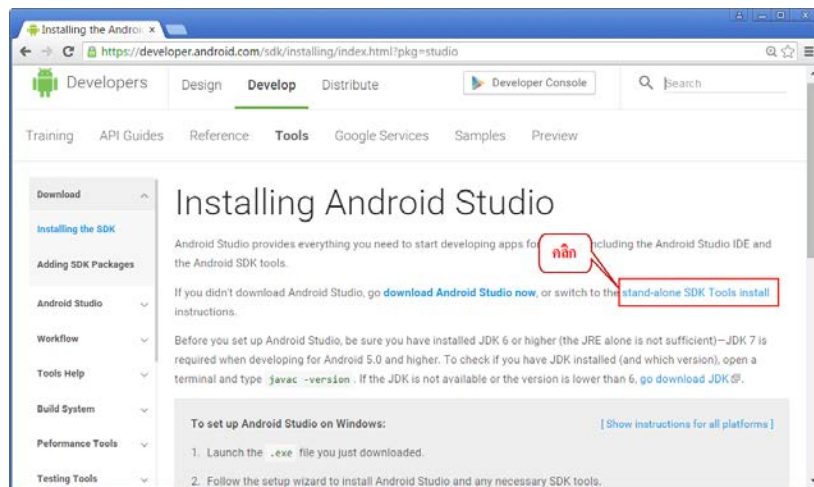 Installing the Androi
https://developer.android.com/sdk/installing/index.html?pkg=studio
Developers Design Develop Distribute Developer Console Search
Training API Guides Reference Tools Google Services Samples Preview
Download
Installing the SDK
Adding SDK Packages
Android Studio
Workflow
Tools Help
Build System
Peformance Tools
Testing Tools
Installing Android Studio
คลิก
Android Studio provides everything you need to start developing apps for including the Android Studio IDE and
the Android SDK tools.
If you didn't download Android Studio, go download Android Studio now, or switch to the stand-alone SDK Tools install
instructions.
Before you set up Android Studio, be sure you have installed JDK 6 or higher (the JRE alone is not sufficient)—JDK 7 is
required when developing for Android 5.0 and higher. To check if you have JDK installed (and which version), open a
terminal and type javac -version. If the JDK is not available or the version is lower than 6, go download JDK.
To set up Android Studio on Windows: [ Show instructions for all platforms ]
1. Launch the .exe file you just downloaded.
2. Follow the setup wizard to install Android Studio and any necessary SDK tools.